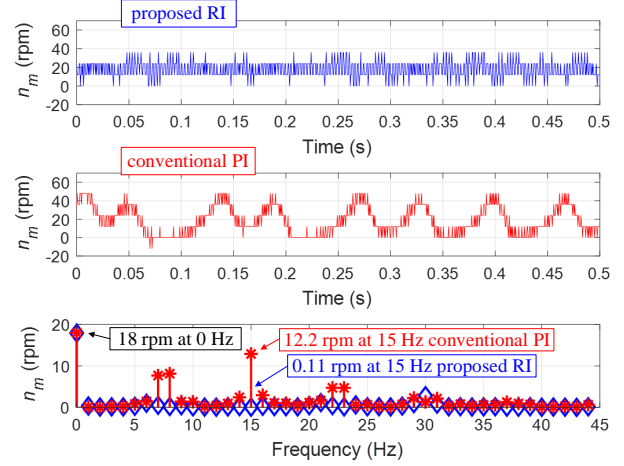 proposed RI
60
40
20
0
-20
n_m (rpm)
0 0.05 0.1 0.15 0.2 0.25 0.3 0.35 0.4 0.45 0.5
Time (s)
conventional PI
60
40
20
0
-20
n_m (rpm)
0 0.05 0.1 0.15 0.2 0.25 0.3 0.35 0.4 0.45 0.5
Time (s)
20
10
0
n_m (rpm)
18 rpm at 0 Hz
12.2 rpm at 15 Hz conventional PI
0.11 rpm at 15 Hz proposed RI
0 5 10 15 20 25 30 35 40 45
Frequency (Hz)